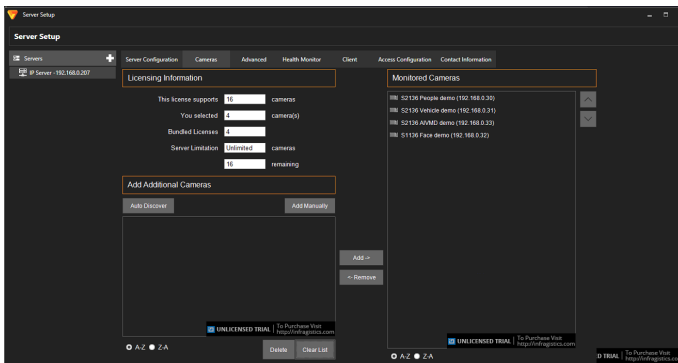 Server Setup
Server Setup
Servers
IP Server -192.168.0.207
Server Configuration Cameras Advanced Health Monitor Client Access Configuration Contact Information
Licensing Information
This license supports 16 cameras
You selected 4 camera(s)
Bundled Licenses 4
Server Limitation Unlimited cameras
16 remaining
Add Additional Cameras
Auto Discover Add Manually
UNLICENSED TRIAL To Purchase Visit
http://infragistics.com
A-Z Z-A
Delete Clear List
Add ->
<- Remove
Monitored Cameras
S2136 People demo (192.168.0.30)
S2136 Vehicle demo (192.168.0.31)
S2136 AIVMD demo (192.168.0.33)
S1136 Face demo (192.168.0.32)
UNLICENSED TRIAL To Purchase Visit
http://infragistics.com
A-Z Z-A
D TRIAL To Purchase Visit
http://infragistics.co